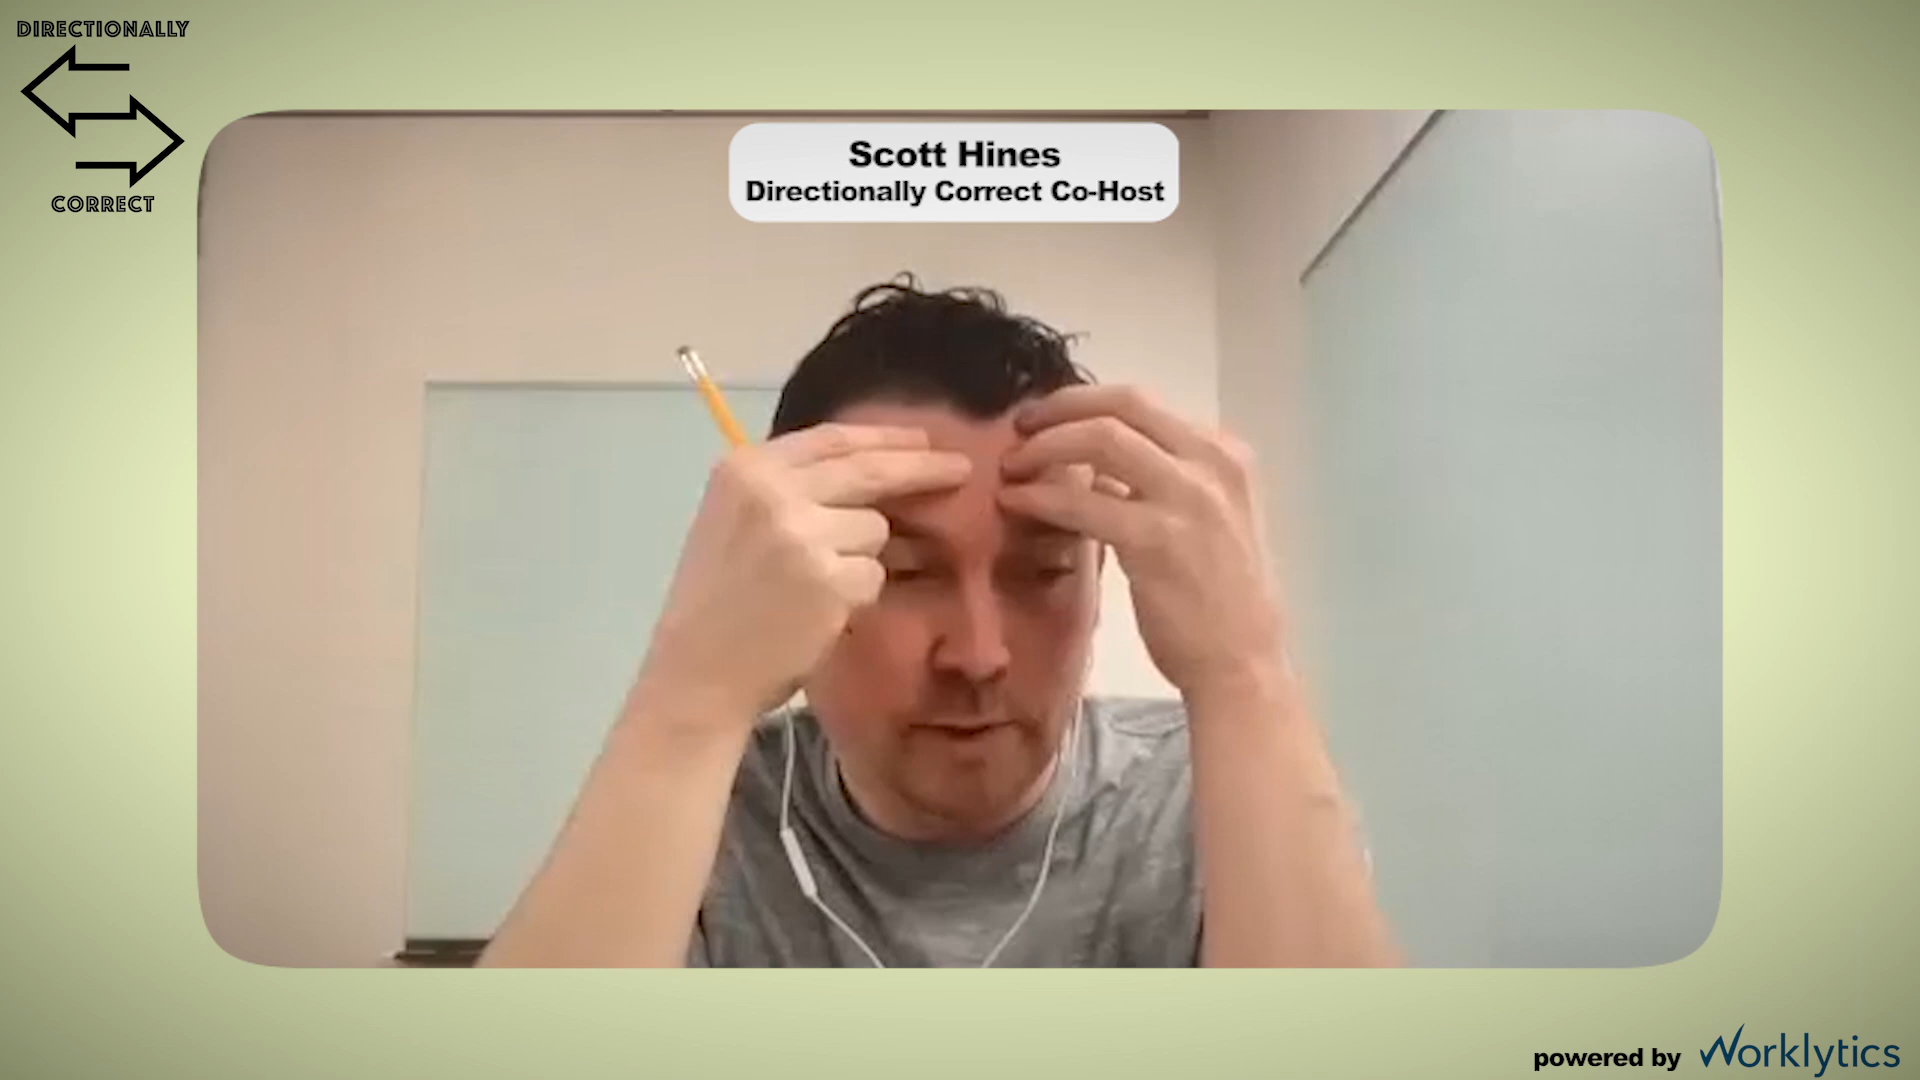 DIRECTIONALLY
CORRECT
Scott Hines
Directionally Correct Co-Host
powered by Worklytics